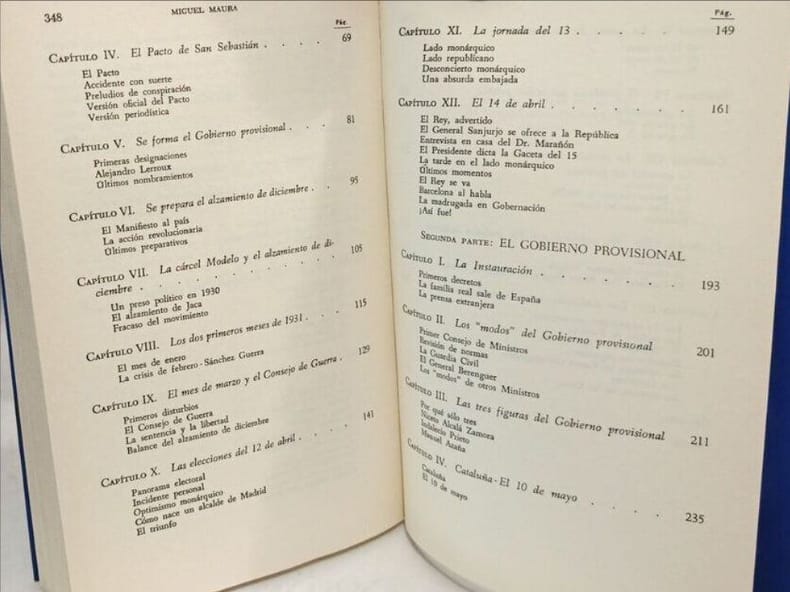 348
MIGUEL MAURA
Pág.
CAPÍTULO IV. El Pacto de San Sebastián . . . . 69
El Pacto
Accidente con suerte
Preludios de conspiración
Versión oficial del Pacto
Versión periodística
CAPÍTULO V. Se forma el Gobierno provisional . . . . 81
Primeras designaciones
Alejandro Lerroux
Últimos nombramientos
CAPÍTULO VI. Se prepara el alzamiento de diciembre . . 95
El Manifiesto al país
La acción revolucionaria
Últimos preparativos
CAPÍTULO VII. La cárcel Modelo y el alzamiento de di-
ciembre . . . . . . . . . . 105
Un preso político en 1930
El alzamiento de Jaca
Fracaso del movimiento
CAPÍTULO VIII. Los dos primeros meses de 1931 . . . 115
El mes de enero
La crisis de febrero-Sánchez Guerra
CAPÍTULO IX. El mes de marzo y el Consejo de Guerra . 129
Primeros disturbios
El Consejo de Guerra
La sentencia y la libertad
Balance del alzamiento de diciembre
CAPÍTULO X. Las elecciones del 12 de abril . . . . 141
Panorama electoral
Incidente personal
Optimismo monárquico
Cómo nace un alcalde de Madrid
El triunfo
Pág.
CAPÍTULO XI. La jornada del 13 . . . . . 149
Lado monárquico
Lado republicano
Desconcierto monárquico
Una absurda embajada
CAPÍTULO XII. El 14 de abril . . . . . . . 161
El Rey, advertido
El General Sanjurjo se ofrece a la República
Entrevista en casa del Dr. Marañón
El Presidente dicta la Gaceta del 15
La tarde en el lado monárquico
Últimos momentos
El Rey se va
Barcelona al habla
La madrugada en Gobernación
¡Así fue!
SEGUNDA PARTE: EL GOBIERNO PROVISIONAL
CAPÍTULO I. La Instauración . . . . . . 193
Primeros decretos
La familia real sale de España
La prensa extranjera
CAPÍTULO II. Los "modos" del Gobierno provisional 201
Primer Consejo de Ministros
Revisión de normas
La Guardia Civil
El General Berenguer
Los "modos" de otros Ministros
CAPÍTULO III. Las tres figuras del Gobierno provisional 211
Por qué sólo tres
Niceto Alcalá Zamora
Indalecio Prieto
Manuel Azaña
CAPÍTULO IV. Cataluña-El 10 de mayo . . . . 235
Cataluña
El 10 de mayo